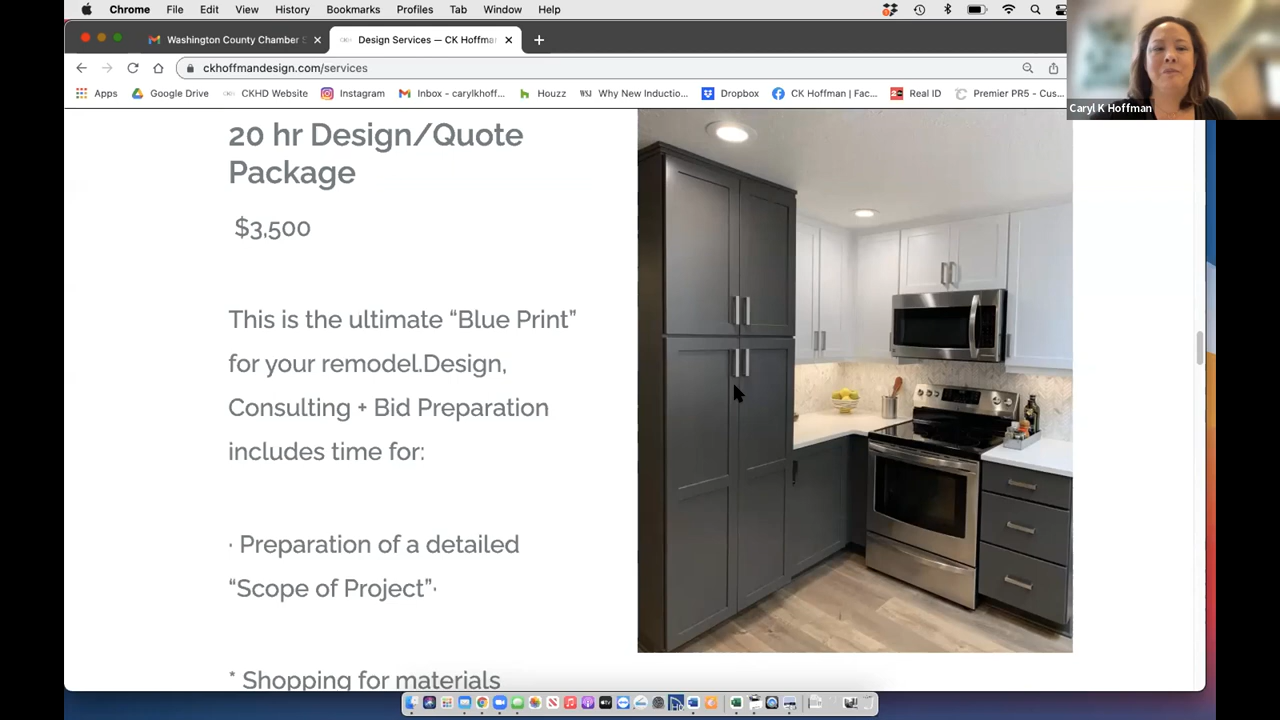 Chrome File Edit View History Bookmarks Profiles Tab Window Help
Washington County Chamber
Design Services — CK Hoffma
ckhoffmandesign.com/services
Apps Google Drive CKHD Website Instagram Inbox - carylkhoff... Houzz WSJ Why New Inductio... Dropbox CK Hoffman | Fac... Real ID Premier PR5 - Cus...
Caryl K Hoffman
20 hr Design/Quote
Package
$3,500
This is the ultimate “Blue Print”
for your remodel.Design,
Consulting + Bid Preparation
includes time for:
· Preparation of a detailed
“Scope of Project”·
* Shopping for materials